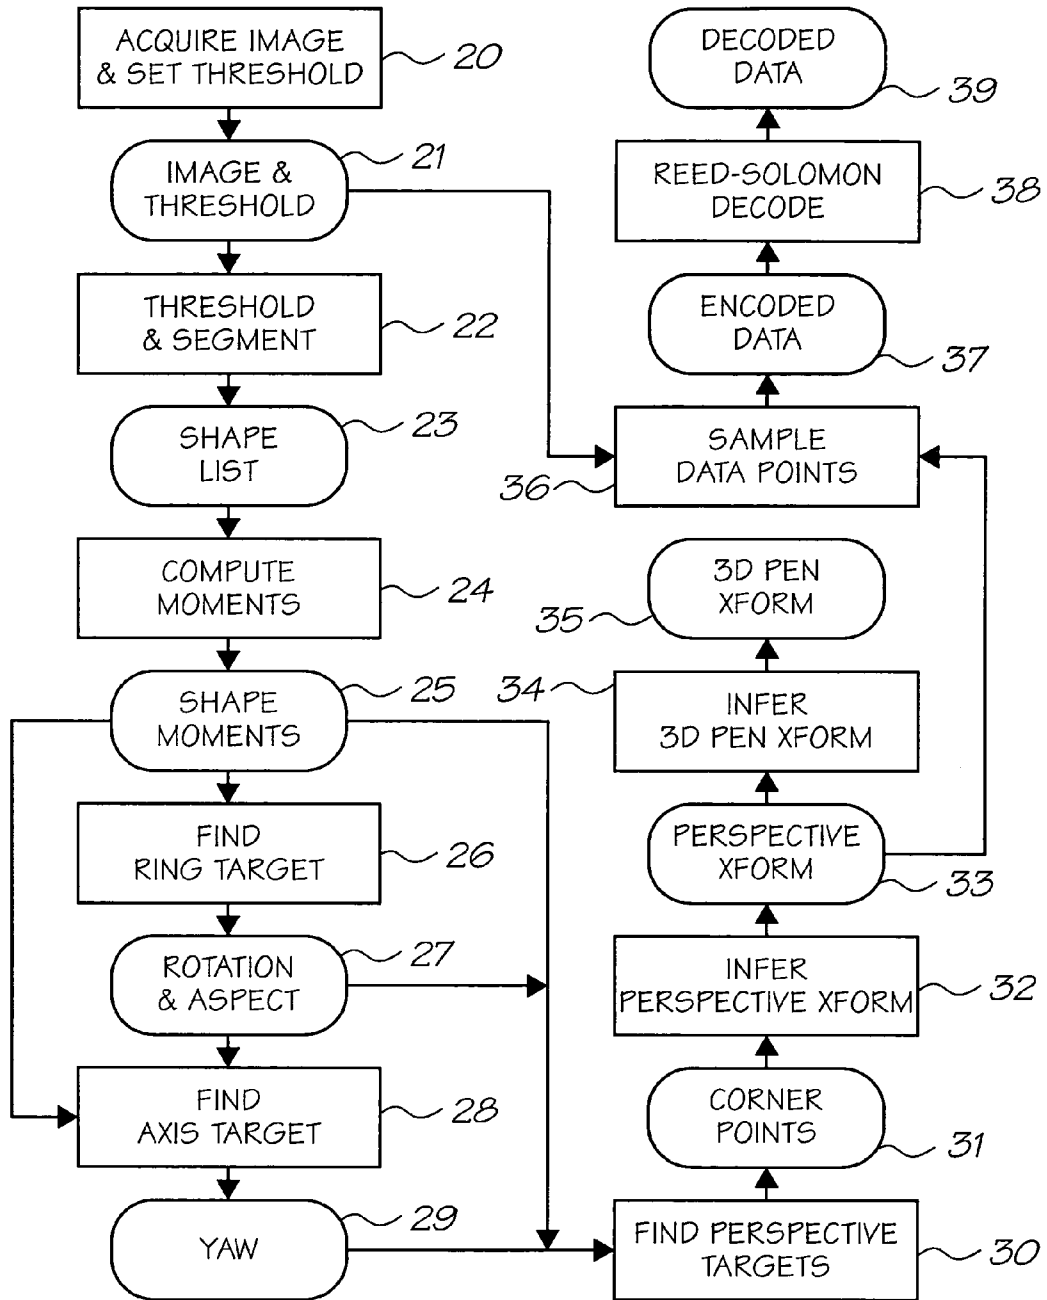 ACQUIRE IMAGE
& SET THRESHOLD
20
IMAGE &
THRESHOLD
21
THRESHOLD
& SEGMENT
22
SHAPE
LIST
23
COMPUTE
MOMENTS
24
SHAPE
MOMENTS
25
FIND
RING TARGET
26
ROTATION
& ASPECT
27
FIND
AXIS TARGET
28
YAW
29
FIND PERSPECTIVE
TARGETS
30
CORNER
POINTS
31
INFER
PERSPECTIVE XFORM
32
PERSPECTIVE
XFORM
33
INFER
3D PEN XFORM
34
3D PEN
XFORM
35
SAMPLE
DATA POINTS
36
ENCODED
DATA
37
REED-SOLOMON
DECODE
38
DECODED
DATA
39